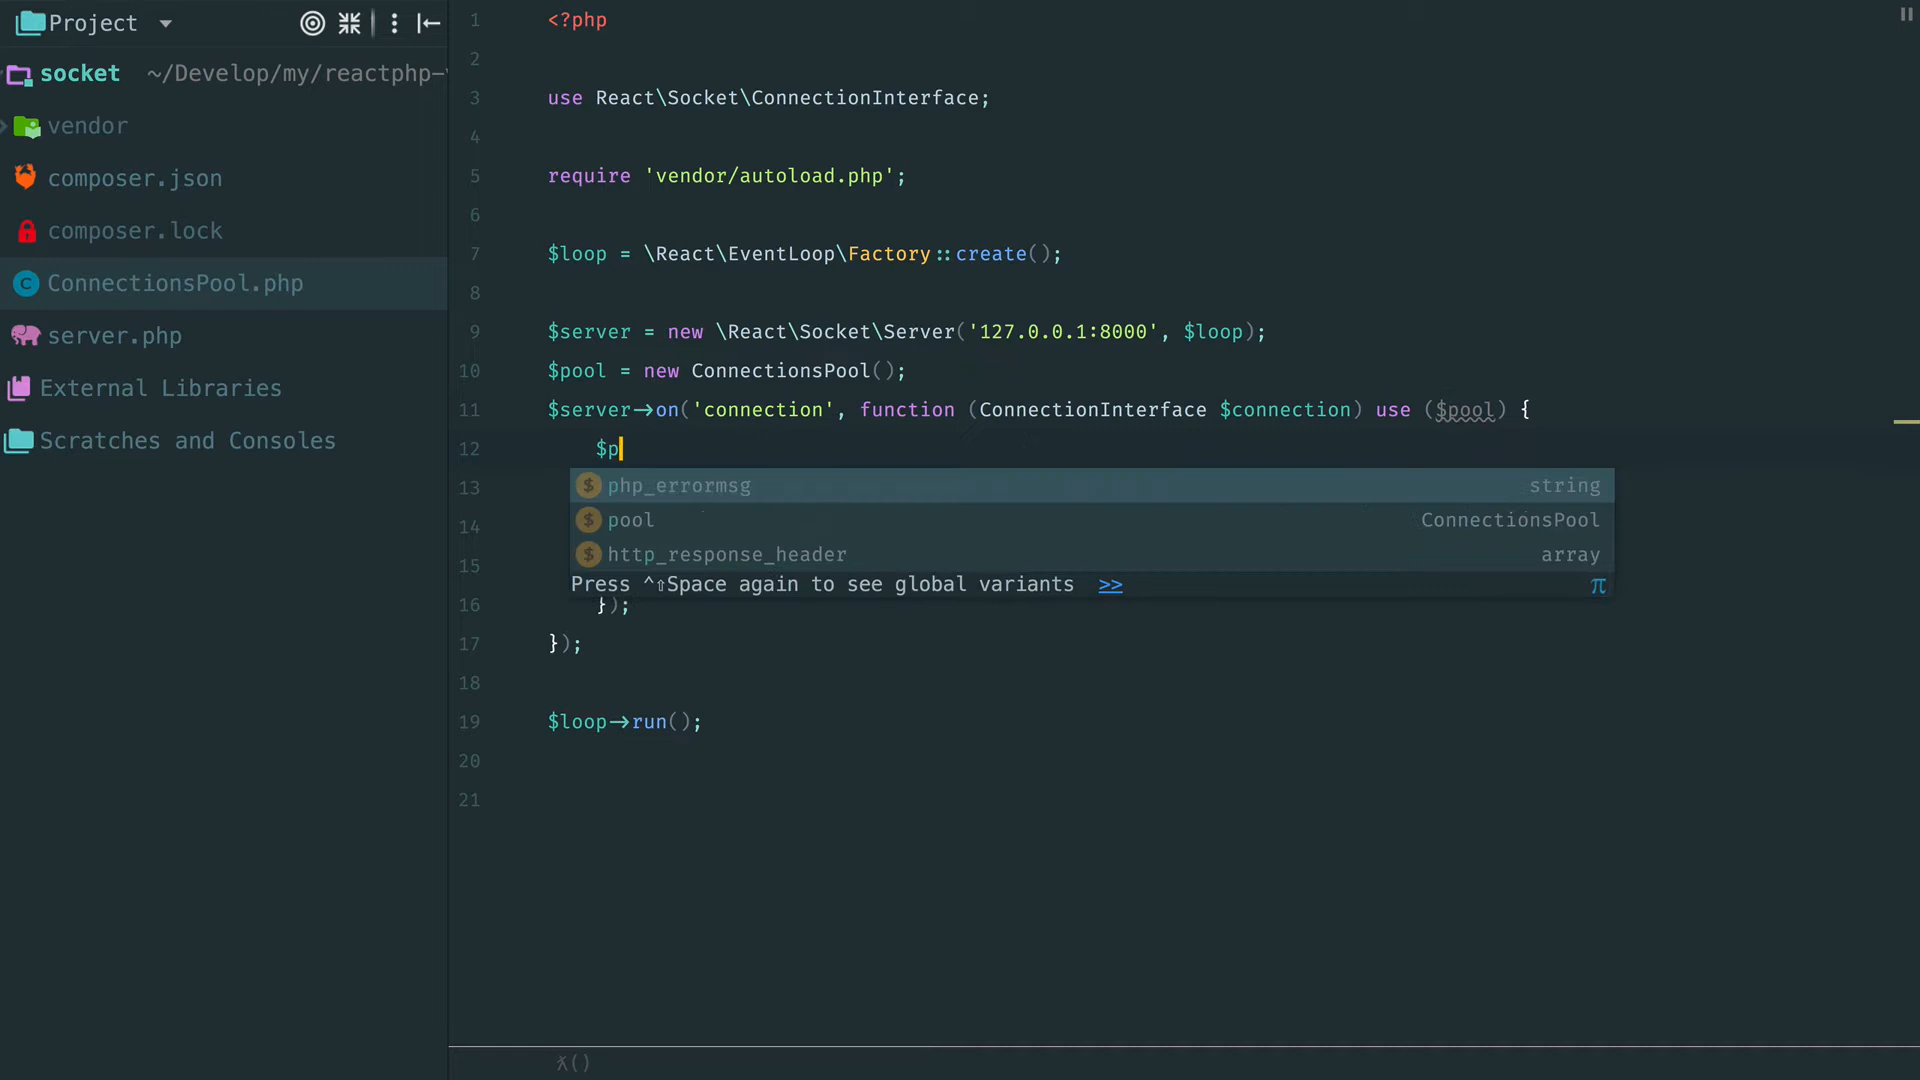 Project
socket ~/Develop/my/reactphp-
vendor
composer.json
composer.lock
ConnectionsPool.php
server.php
External Libraries
Scratches and Consoles
1 <?php
2
3 use React\Socket\ConnectionInterface;
4
5 require 'vendor/autoload.php';
6
7 $loop = \React\EventLoop\Factory::create();
8
9 $server = new \React\Socket\Server('127.0.0.1:8000', $loop);
10 $pool = new ConnectionsPool();
11 $server->on('connection', function (ConnectionInterface $connection) use ($pool) {
12 $p
13
$ php_errormsg string
14
$ pool ConnectionsPool
15
$ http_response_header array
Press ^⇧Space again to see global variants >> π
16 });
17 });
18
19 $loop->run();
20
21
λ()